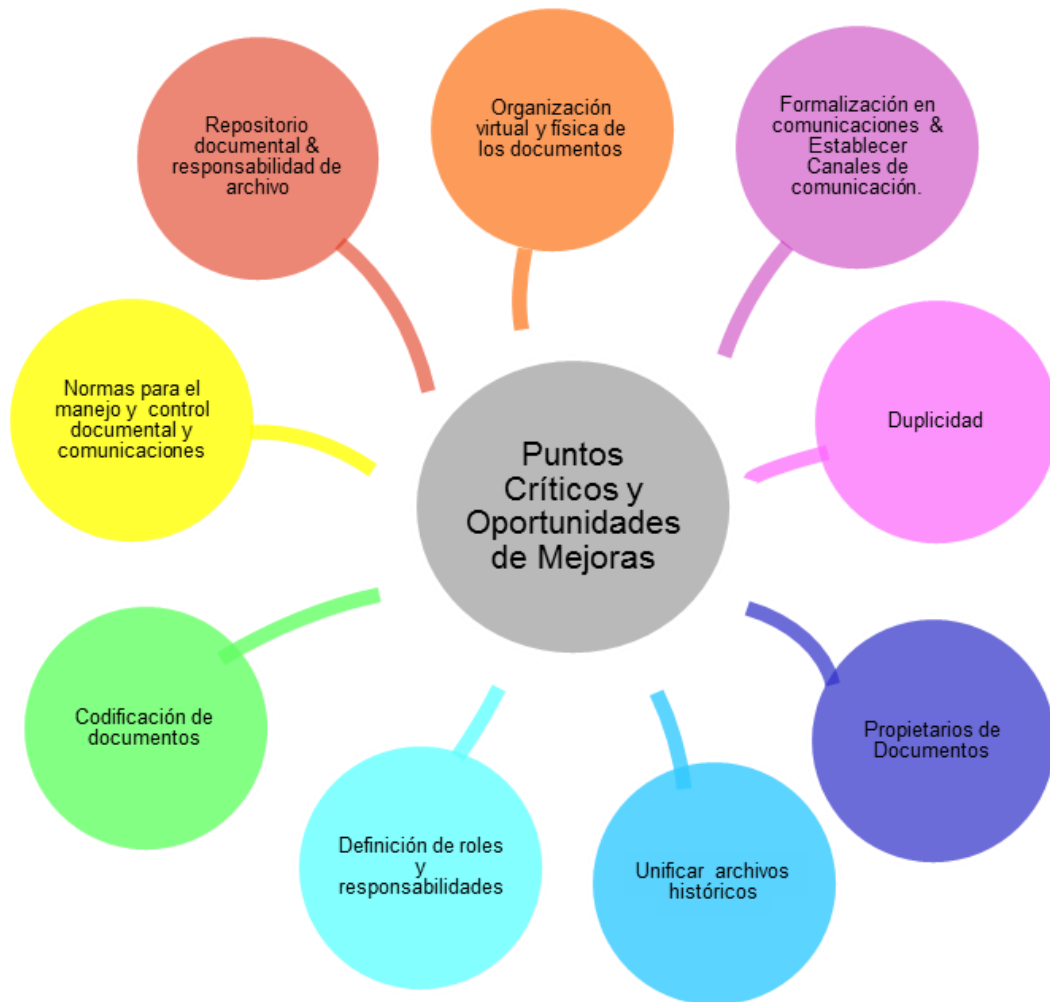 Repositorio
documental &
responsabilidad de
archivo
Organización
virtual y física de
los documentos
Formalización en
comunicaciones &
Establecer
Canales de
comunicación.
Normas para el
manejo y control
documental y
comunicaciones
Puntos
Críticos y
Oportunidades
de Mejoras
Duplicidad
Codificación de
documentos
Propietarios de
Documentos
Definición de roles
y
responsabilidades
Unificar archivos
históricos